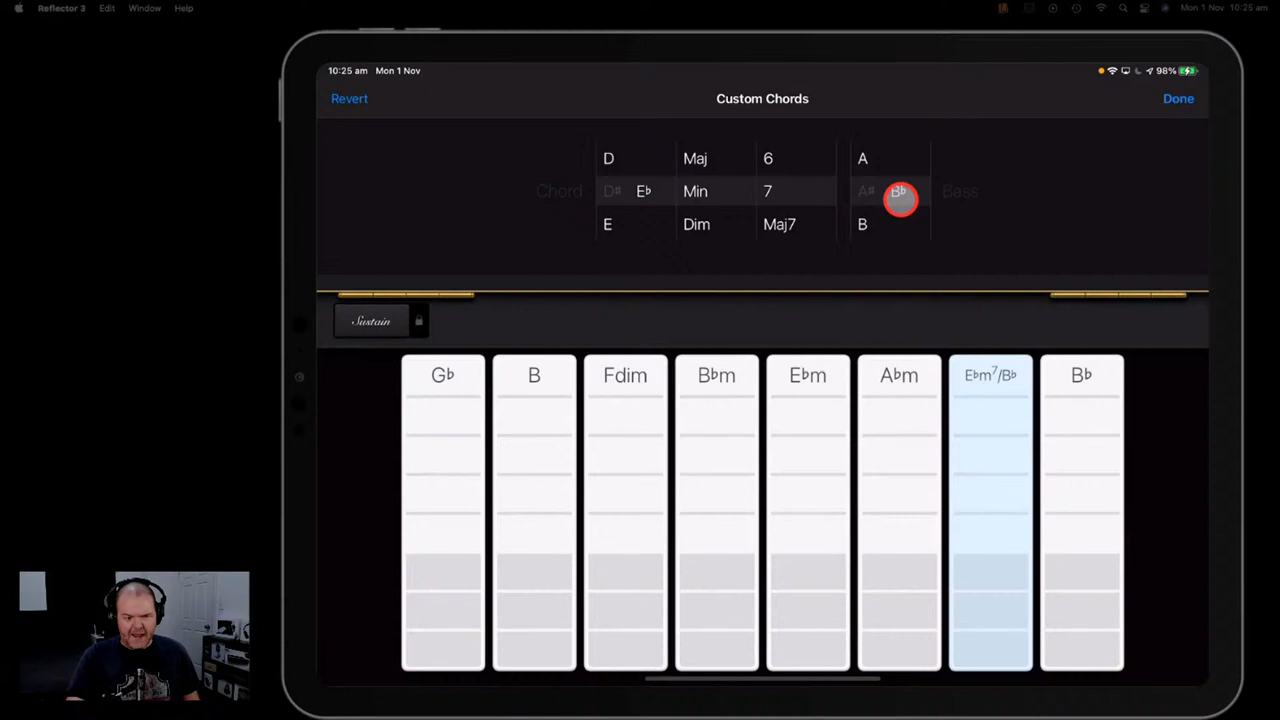 Reflector 3 Edit Window Help Mon 1 Nov 10:25 am
10:25 am Mon 1 Nov 98%
Revert Custom Chords Done
D Maj 6 A
Chord D# E♭ Min 7 A# B♭ Bass
E Dim Maj7 B
Sustain
G♭ B Fdim B♭m E♭m A♭m E♭m⁷/B♭ B♭